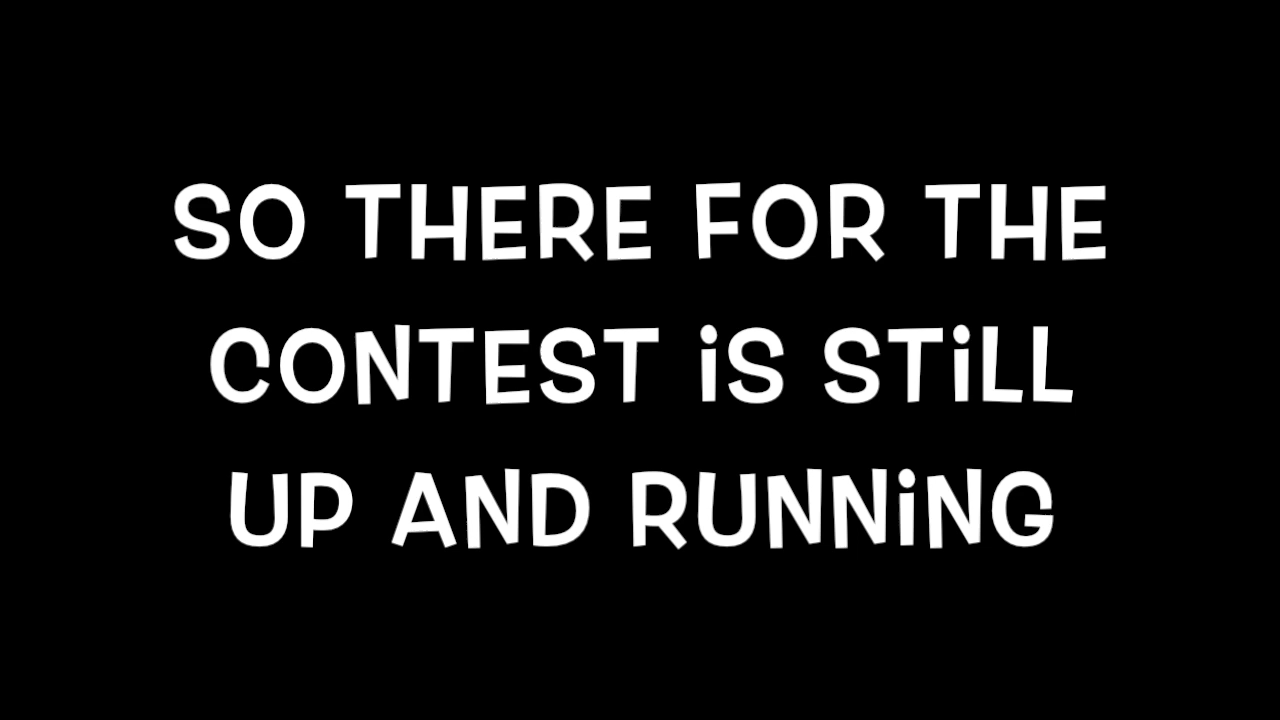 SO THERE FOR THE
CONTEST iS STiLL
UP AND RUNNiNG